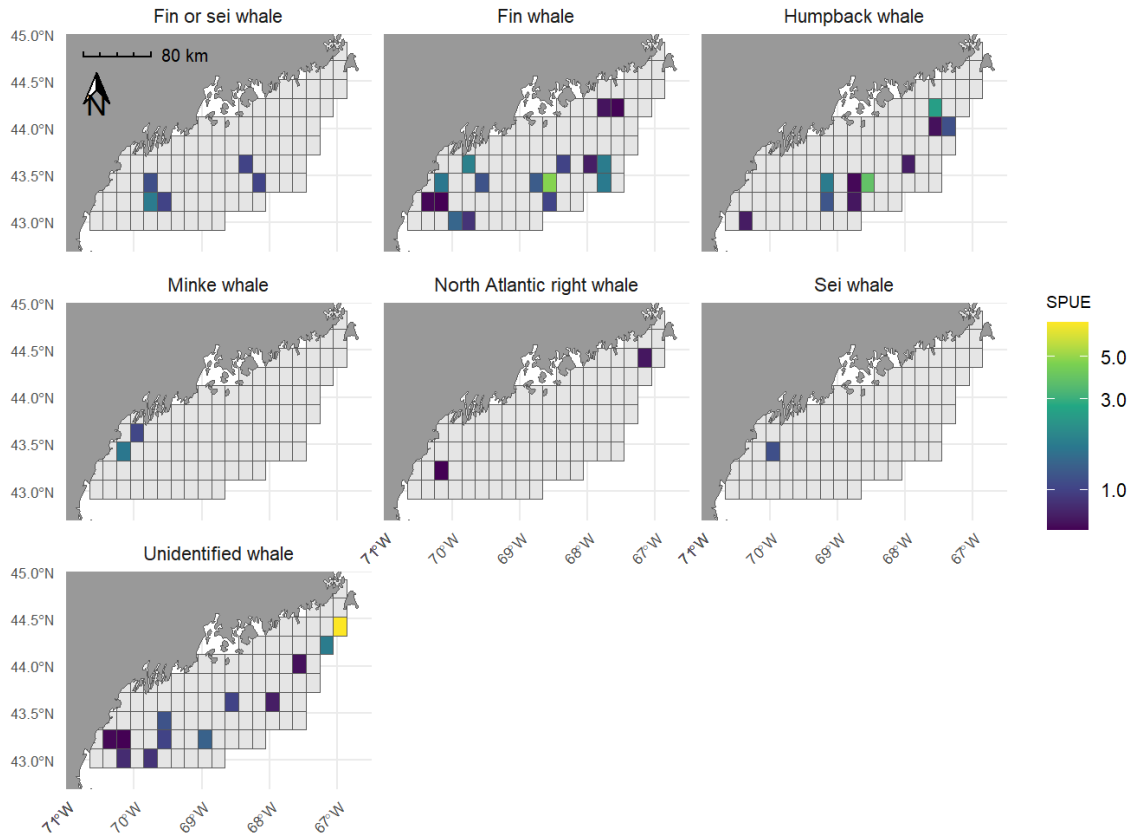 Fin or sei whale
Fin whale
Humpback whale
45.0°N
80 km
44.5°N
N
44.0°N
43.5°N
43.0°N
Minke whale
North Atlantic right whale
Sei whale
45.0°N
44.5°N
44.0°N
43.5°N
43.0°N
SPUE
5.0
3.0
1.0
71°W
70°W
69°W
68°W
67°W
71°W
70°W
69°W
68°W
67°W
Unidentified whale
45.0°N
44.5°N
44.0°N
43.5°N
43.0°N
71°W
70°W
69°W
68°W
67°W